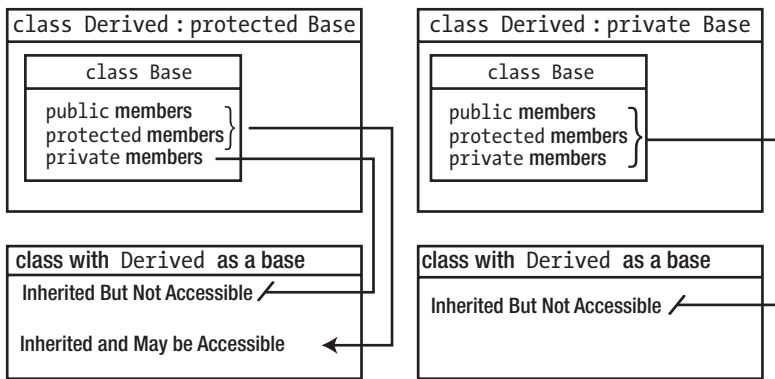 class Derived : protected Base
class Base
public members
protected members
private members
class with Derived as a base
Inherited But Not Accessible
Inherited and May be Accessible
class Derived : private Base
class Base
public members
protected members
private members
class with Derived as a base
Inherited But Not Accessible